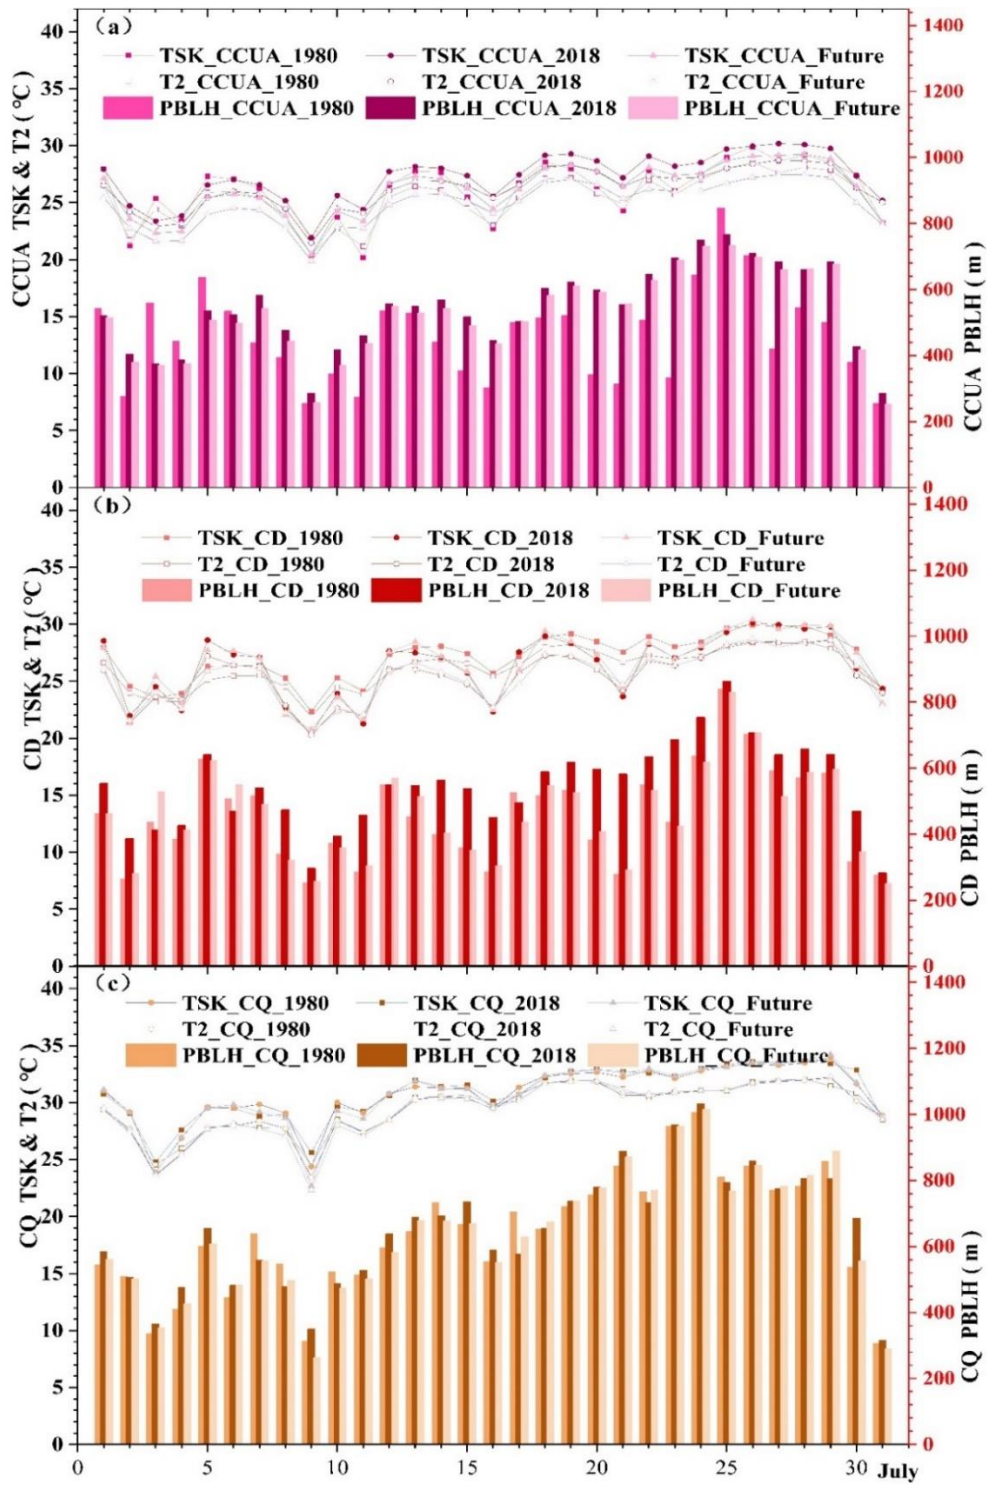 (a)
TSK_CCUA_1980 TSK_CCUA_2018 TSK_CCUA_Future
T2_CCUA_1980 T2_CCUA_2018 T2_CCUA_Future
PBLH_CCUA_1980 PBLH_CCUA_2018 PBLH_CCUA_Future
CCUA TSK & T2 (°C)
40
35
30
25
20
15
10
5
0
CCUA PBLH (m)
1400
1200
1000
800
600
400
200
0
(b)
TSK_CD_1980 TSK_CD_2018 TSK_CD_Future
T2_CD_1980 T2_CD_2018 T2_CD_Future
PBLH_CD_1980 PBLH_CD_2018 PBLH_CD_Future
CD TSK & T2 (°C)
40
35
30
25
20
15
10
5
0
CD PBLH (m)
1400
1200
1000
800
600
400
200
0
(c)
TSK_CQ_1980 TSK_CQ_2018 TSK_CQ_Future
T2_CQ_1980 T2_CQ_2018 T2_CQ_Future
PBLH_CQ_1980 PBLH_CQ_2018 PBLH_CQ_Future
CQ TSK & T2 (°C)
40
35
30
25
20
15
10
5
0
CQ PBLH (m)
1400
1200
1000
800
600
400
200
0
0 5 10 15 20 25 30 July